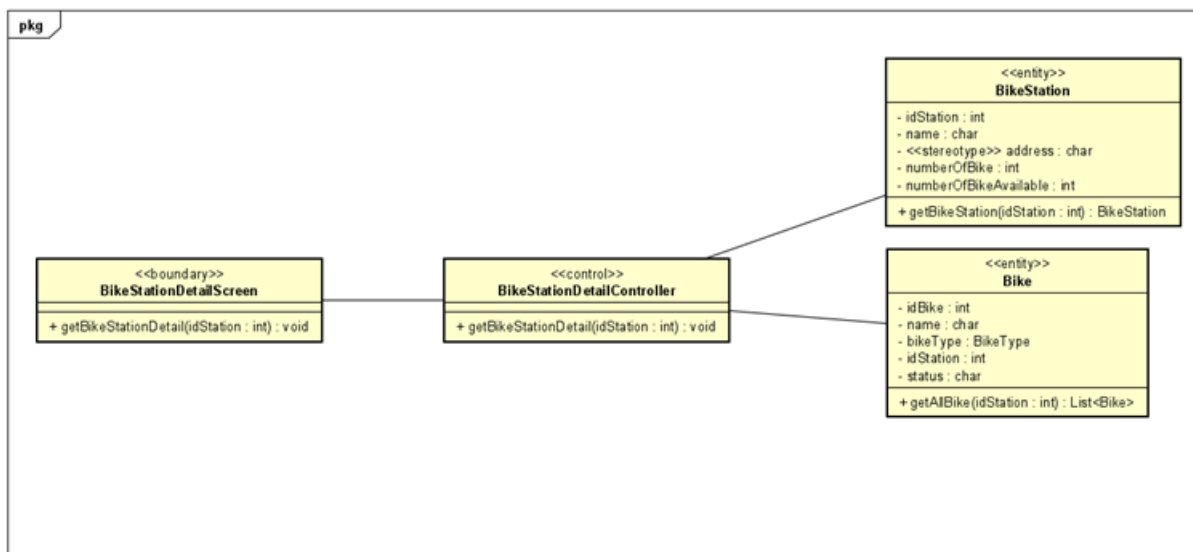 pkg
<<entity>>
BikeStation
- idStation : int
- name : char
- <<stereotype>> address : char
- numberOfBike : int
- numberOfBikeAvailable : int
+ getBikeStation(idStation : int) : BikeStation
<<boundary>>
BikeStationDetailScreen
+ getBikeStationDetail(idStation : int) : void
<<control>>
BikeStationDetailController
+ getBikeStationDetail(idStation : int) : void
<<entity>>
Bike
- idBike : int
- name : char
- bikeType : BikeType
- idStation : int
- status : char
+ getAllBike(idStation : int) : List<Bike>